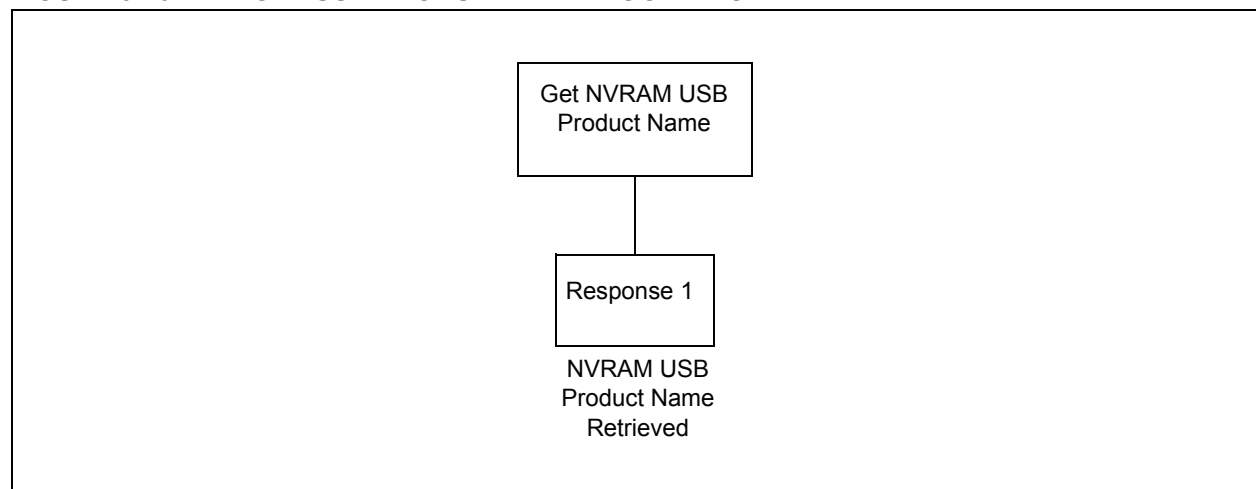 Get NVRAM USB
Product Name
Response 1
NVRAM USB
Product Name
Retrieved